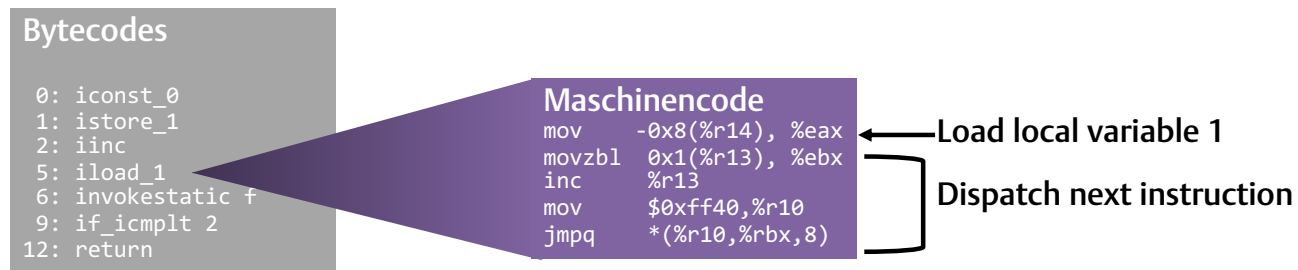 Bytecodes
0: iconst_0
1: istore_1
2: iinc
5: iload_1
6: invokestatic f
9: if_icmplt 2
12: return
Maschinencode
mov -0x8(%r14), %eax
movzbl 0x1(%r13), %ebx
inc %r13
mov $0xff40,%r10
jmpq *(%r10,%rbx,8)
Load local variable 1
Dispatch next instruction